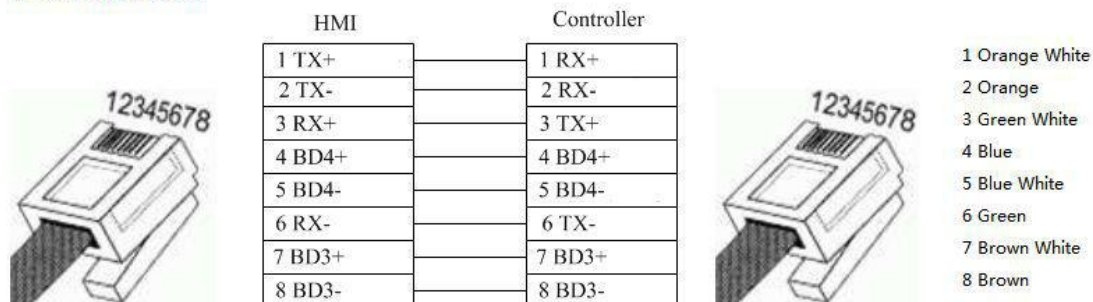 HMI
Controller
1 TX+
1 RX+
1 Orange White
2 TX-
2 RX-
2 Orange
12345678
12345678
3 RX+
3 TX+
3 Green White
4 BD4+
4 BD4+
4 Blue
5 BD4-
5 BD4-
5 Blue White
6 RX-
6 TX-
6 Green
7 BD3+
7 BD3+
7 Brown White
8 BD3-
8 BD3-
8 Brown